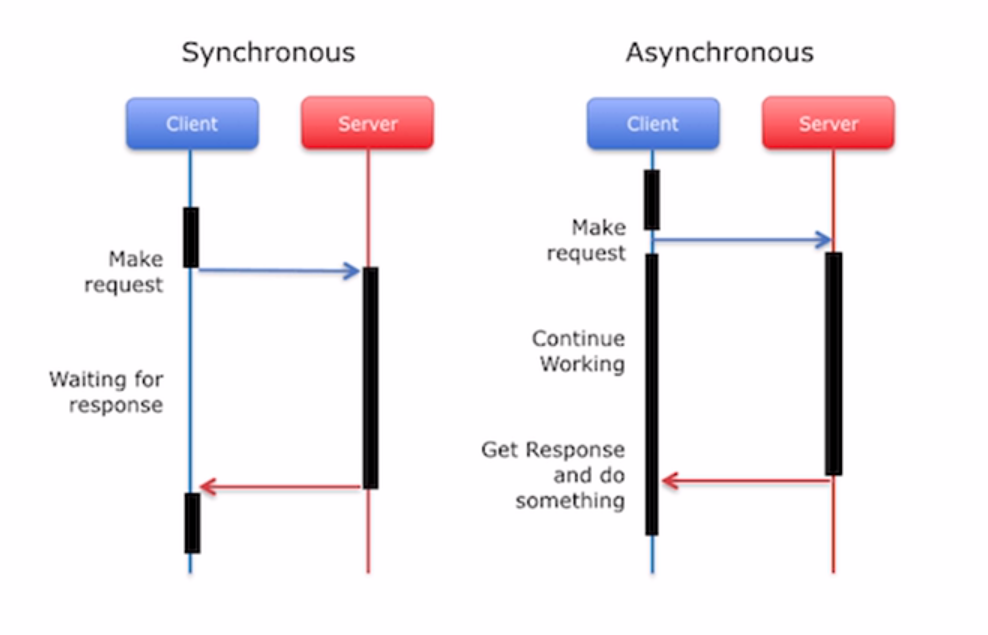 Synchronous
Asynchronous
Client
Server
Client
Server
Make
request
Waiting for
response
Make
request
Continue
Working
Get Response
and do
something